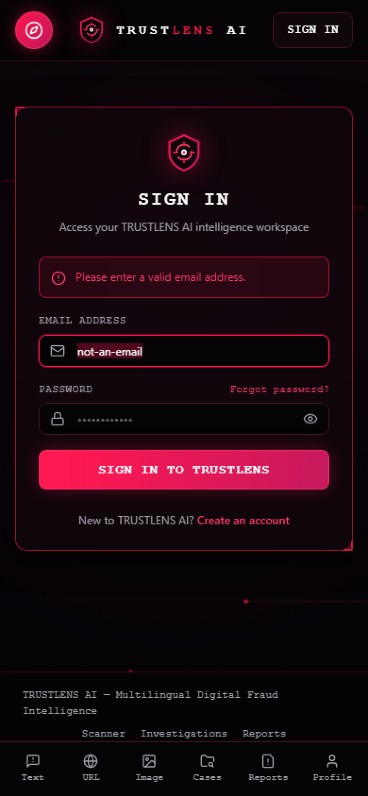 TRUSTLENS AI
SIGN IN
SIGN IN
Access your TRUSTLENS AI intelligence workspace
Please enter a valid email address.
EMAIL ADDRESS
not-an-email
PASSWORD
Forgot password?
••••••••••••
SIGN IN TO TRUSTLENS
New to TRUSTLENS AI? Create an account
TRUSTLENS AI — Multilingual Digital Fraud
Intelligence
Scanner Investigations Reports
Text URL Image Cases Reports Profile